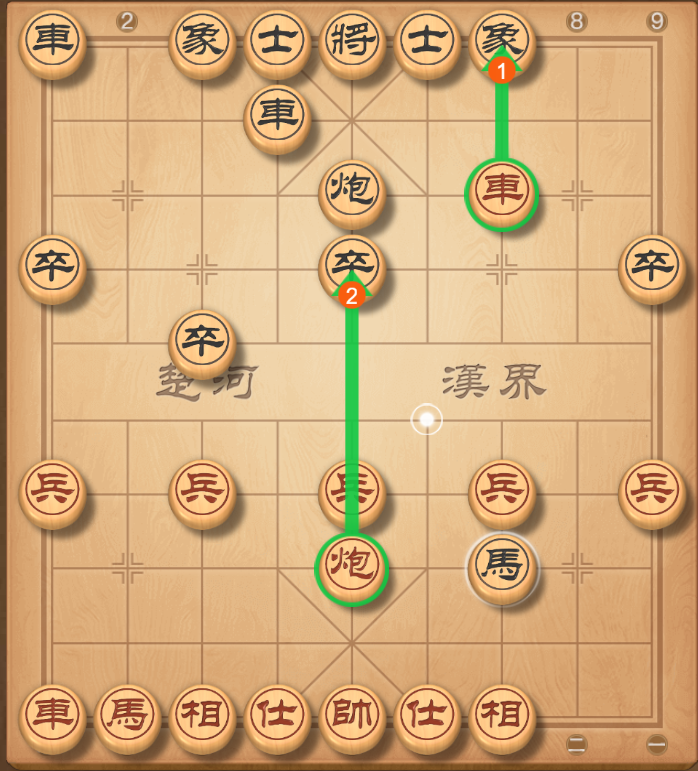 2 8 9
車 象 士 將 士 象
1
車
炮 車
卒 卒 卒
2
卒
楚河 漢界
兵 兵 兵 兵 兵
炮 馬
車 馬 相 仕 帥 仕 相
二 一